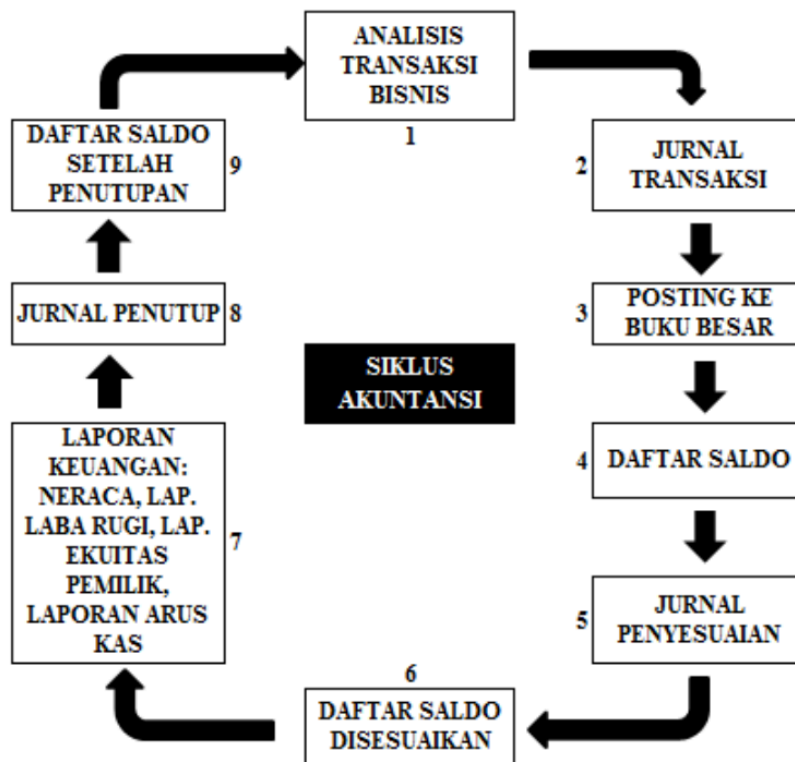 ANALISIS
TRANSAKSI
BISNIS
1
2
JURNAL
TRANSAKSI
3
POSTING KE
BUKU BESAR
4
DAFTAR SALDO
5
JURNAL
PENYESUAIAN
6
DAFTAR SALDO
DISESUAIKAN
LAPORAN
KEUANGAN:
NERACA, LAP.
LABA RUGI, LAP.
EKUITAS
PEMILIK,
LAPORAN ARUS
KAS
7
JURNAL PENUTUP
8
DAFTAR SALDO
SETELAH
PENUTUPAN
9
SIKLUS
AKUNTANSI